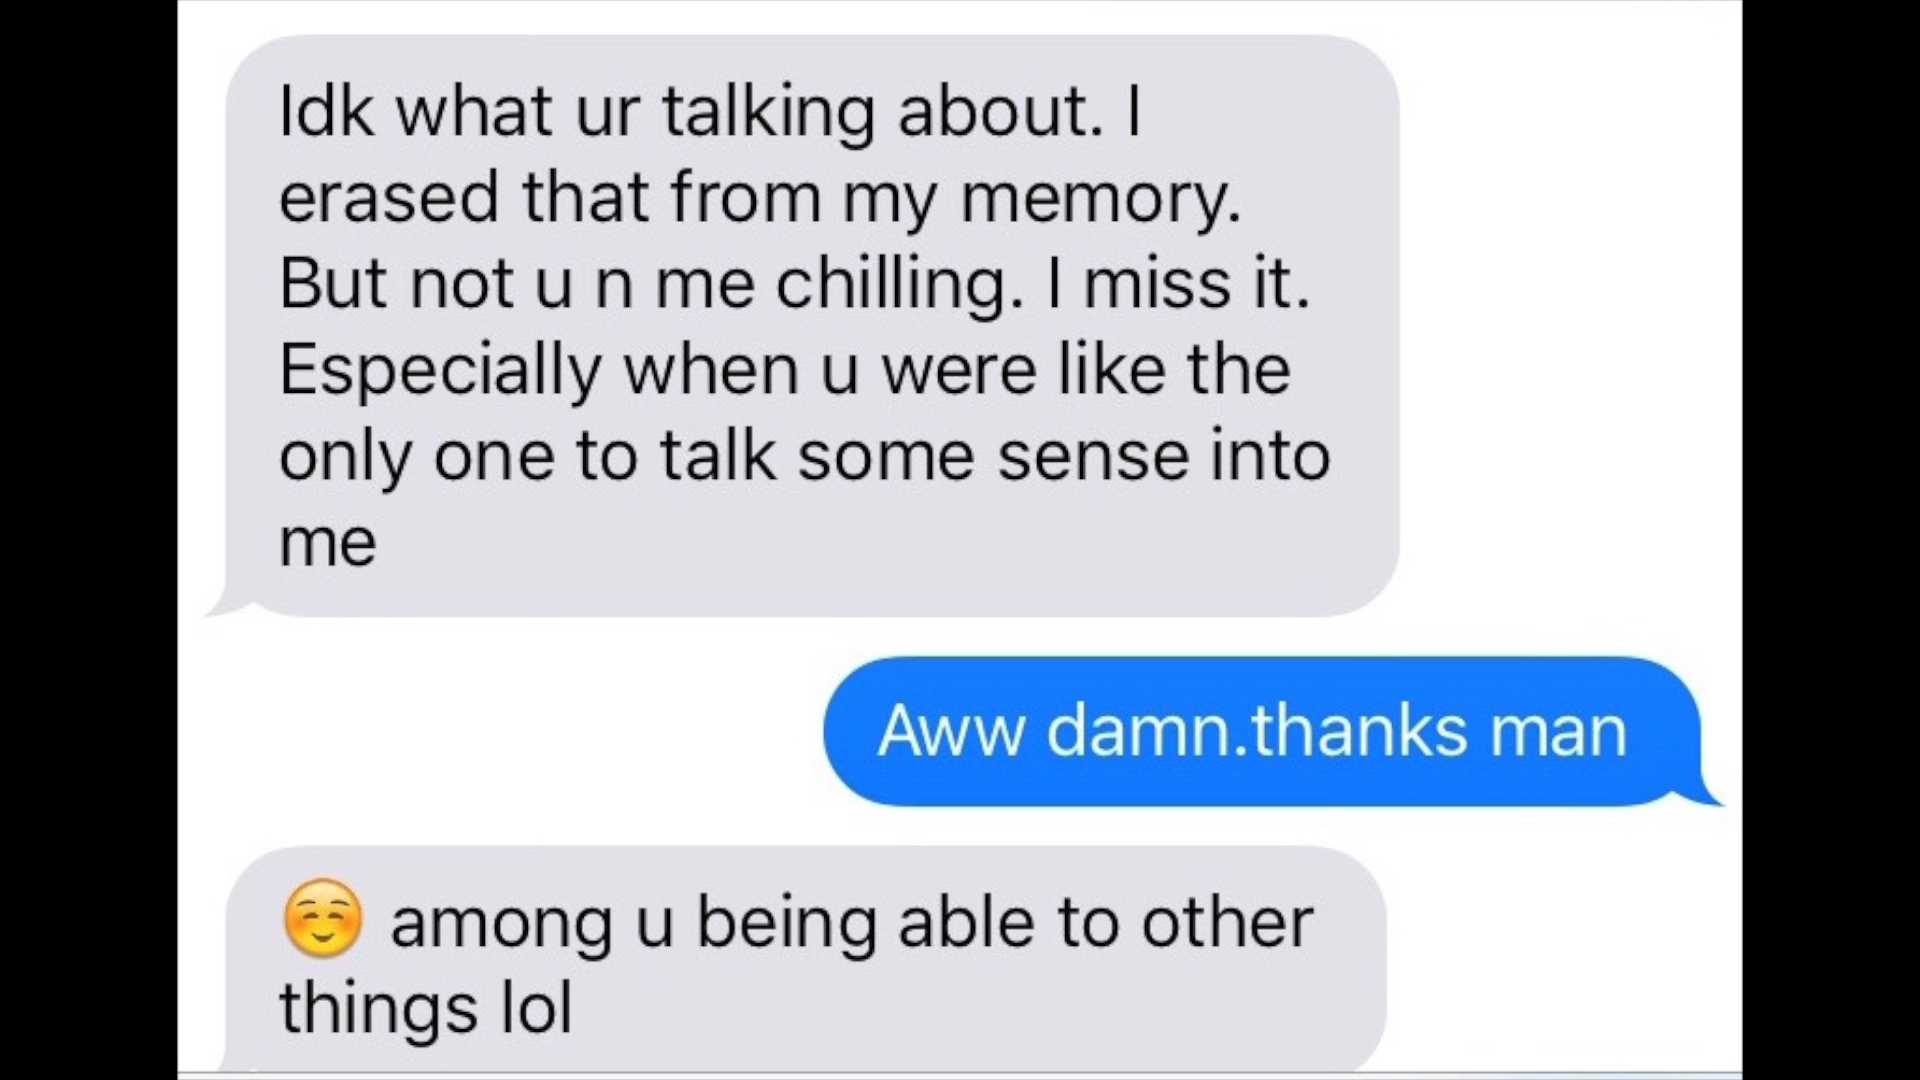 Idk what ur talking about. I
erased that from my memory.
But not u n me chilling. I miss it.
Especially when u were like the
only one to talk some sense into
me
Aww damn.thanks man
☺️ among u being able to other
things lol